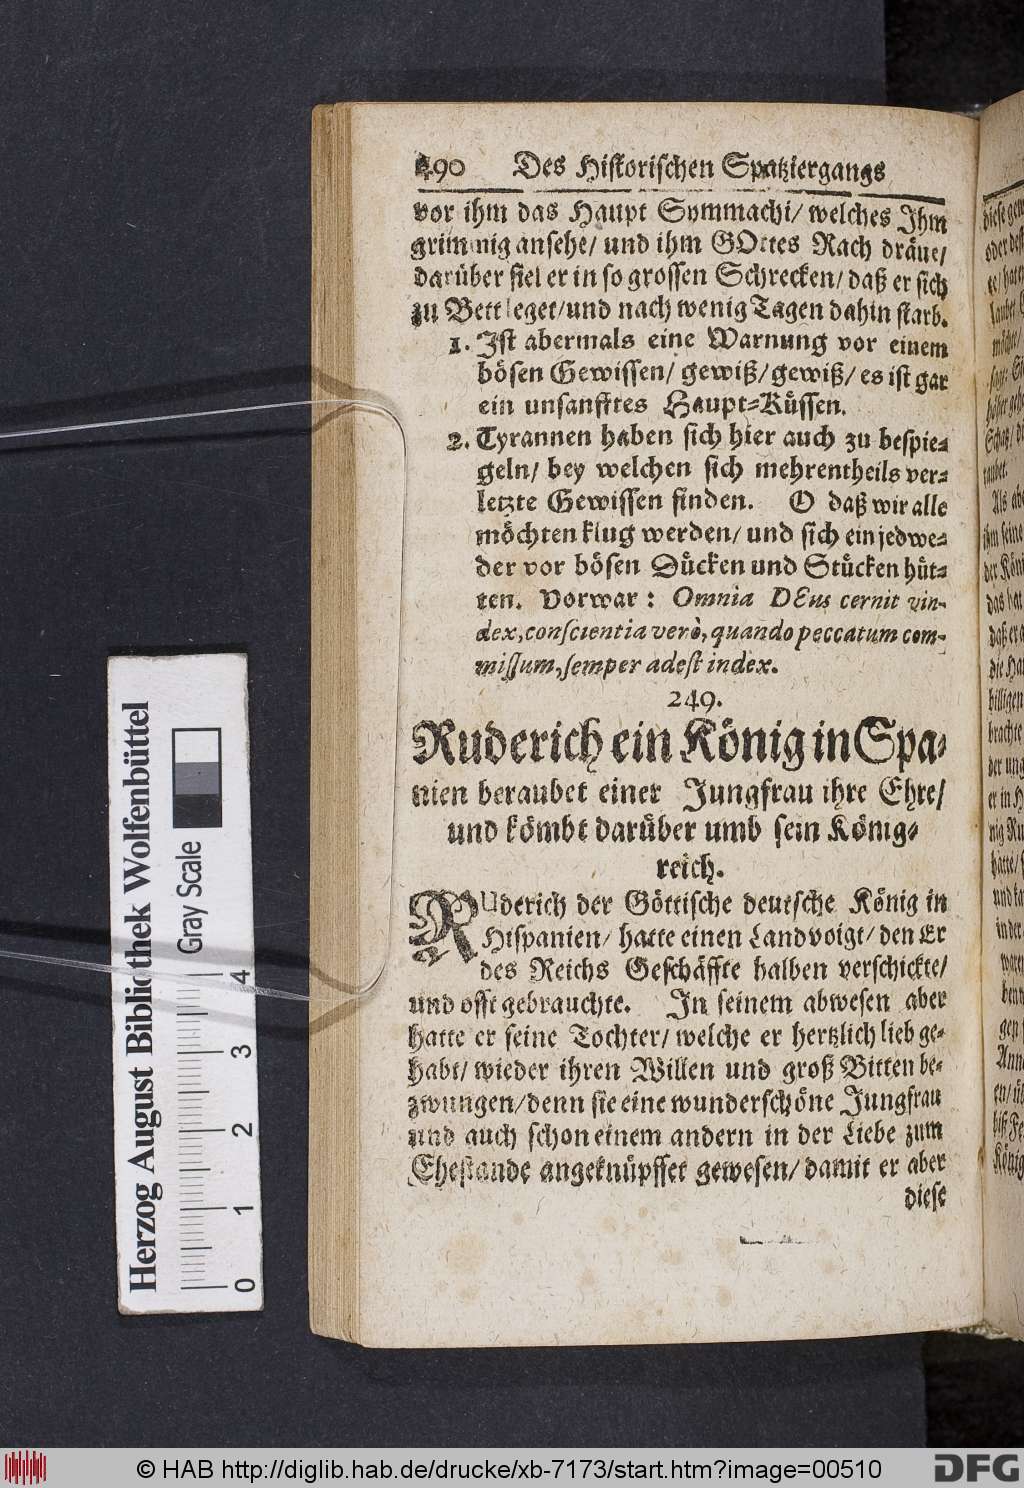 490 Des Historischen Spatziergangs
vor ihm das Haupt Symmachi/ welches Ihm
grimmig ansehe/ und ihm GOttes Rach dräue/
darüber fiel er in so grossen Schrecken/ daß er sich
zu Bett leget/ und nach wenig Tagen dahin starb.
1. Ist abermals eine Warnung vor einem
bösen Gewissen/ gewiß/ gewiß/ es ist gar
ein unsanfftes Haupt-Küssen.
2. Tyrannen haben sich hier auch zu bespie-
geln/ bey welchen sich mehrentheils ver-
letzte Gewissen finden. O daß wir alle
möchten klug werden/ und sich ein jedwe-
der vor bösen Dücken und Stücken hüt-
ten. Vorwar: Omnia DEus cernit vin-
dex, conscientia verò, quando peccatum com-
missum, semper adest index.
249.
Ruderich ein König in Spa-
nien beraubet einer Jungfrau ihre Ehre/
und kömbt darüber umb sein König-
reich.
RUderich der Göttische deutsche König in
Hispanien/ hatte einen Landvoigt/ den Er
des Reichs Geschäffte halben verschickte/
und offt gebrauchte. In seinem abwesen aber
hatte er seine Tochter/ welche er hertzlich lieb ge-
habt/ wieder ihren Willen und groß Bitten be-
zwungen/ denn sie eine wunderschöne Jungfrau
und auch schon einem andern in der Liebe zum
Ehestande angeknüpffet gewesen/ damit er aber
diese
Herzog August Bibliothek Wolfenbüttel
Gray Scale
0 1 2 3 4
© HAB http://diglib.hab.de/drucke/xb-7173/start.htm?image=00510
DFG